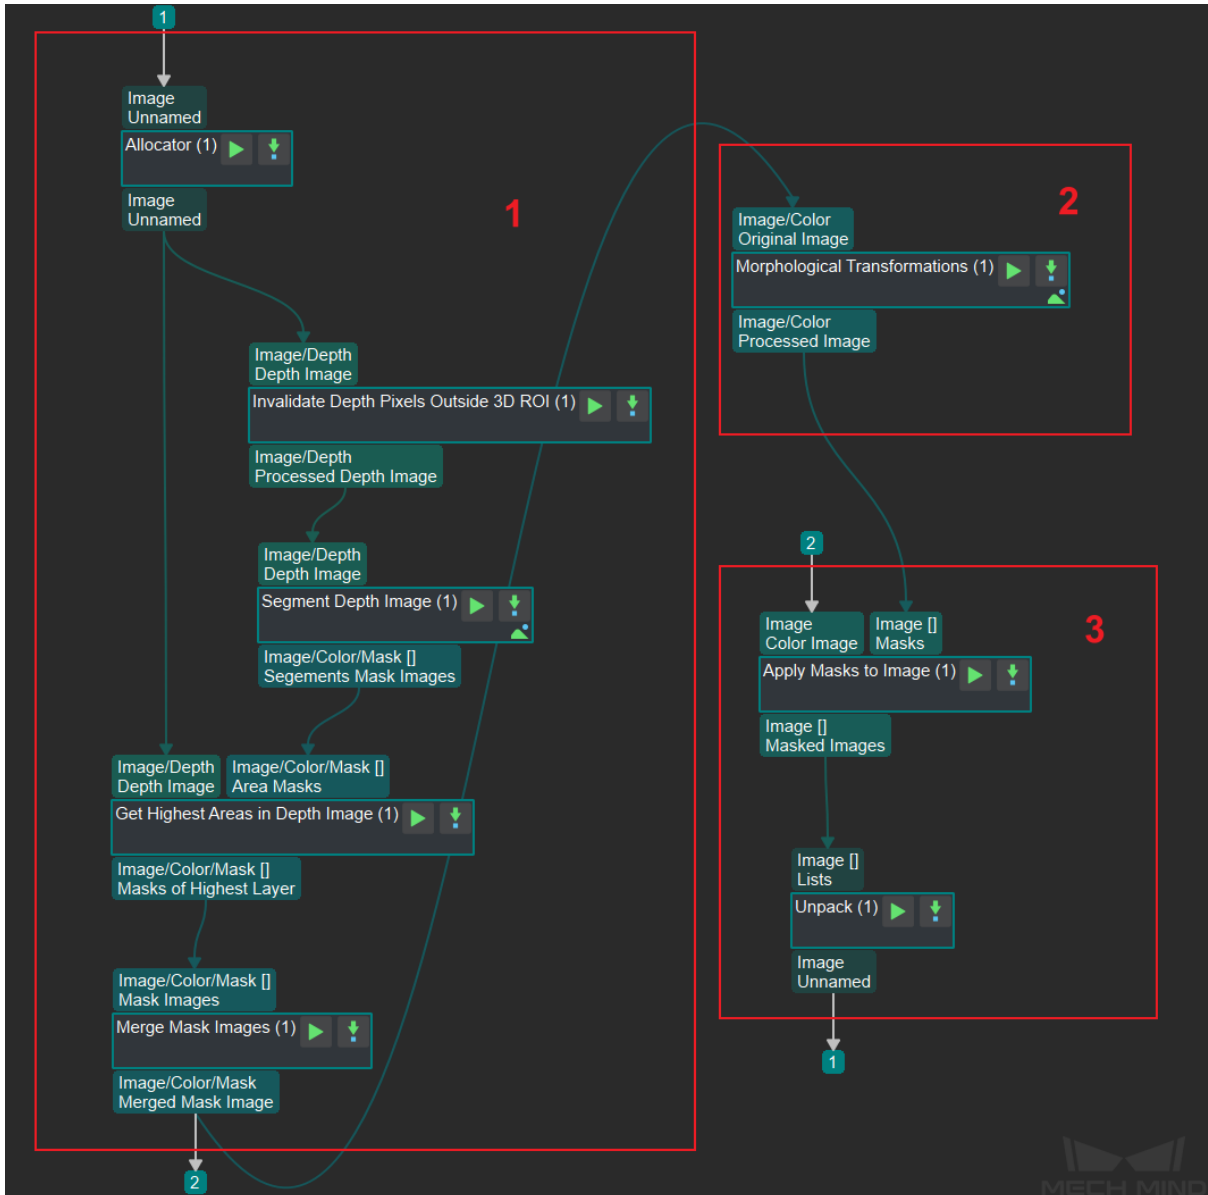 1
Image
Unnamed
Allocator (1)
Image
Unnamed
1
Image/Depth
Depth Image
Invalidate Depth Pixels Outside 3D ROI (1)
Image/Depth
Processed Depth Image
Image/Depth
Depth Image
Segment Depth Image (1)
Image/Color/Mask []
Segements Mask Images
Image/Depth
Depth Image
Image/Color/Mask []
Area Masks
Get Highest Areas in Depth Image (1)
Image/Color/Mask []
Masks of Highest Layer
Image/Color/Mask []
Mask Images
Merge Mask Images (1)
Image/Color/Mask
Merged Mask Image
2
2
Image/Color
Original Image
Morphological Transformations (1)
Image/Color
Processed Image
2
3
Image
Color Image
Image []
Masks
Apply Masks to Image (1)
Image []
Masked Images
Image []
Lists
Unpack (1)
Image
Unnamed
1
MECH MIND